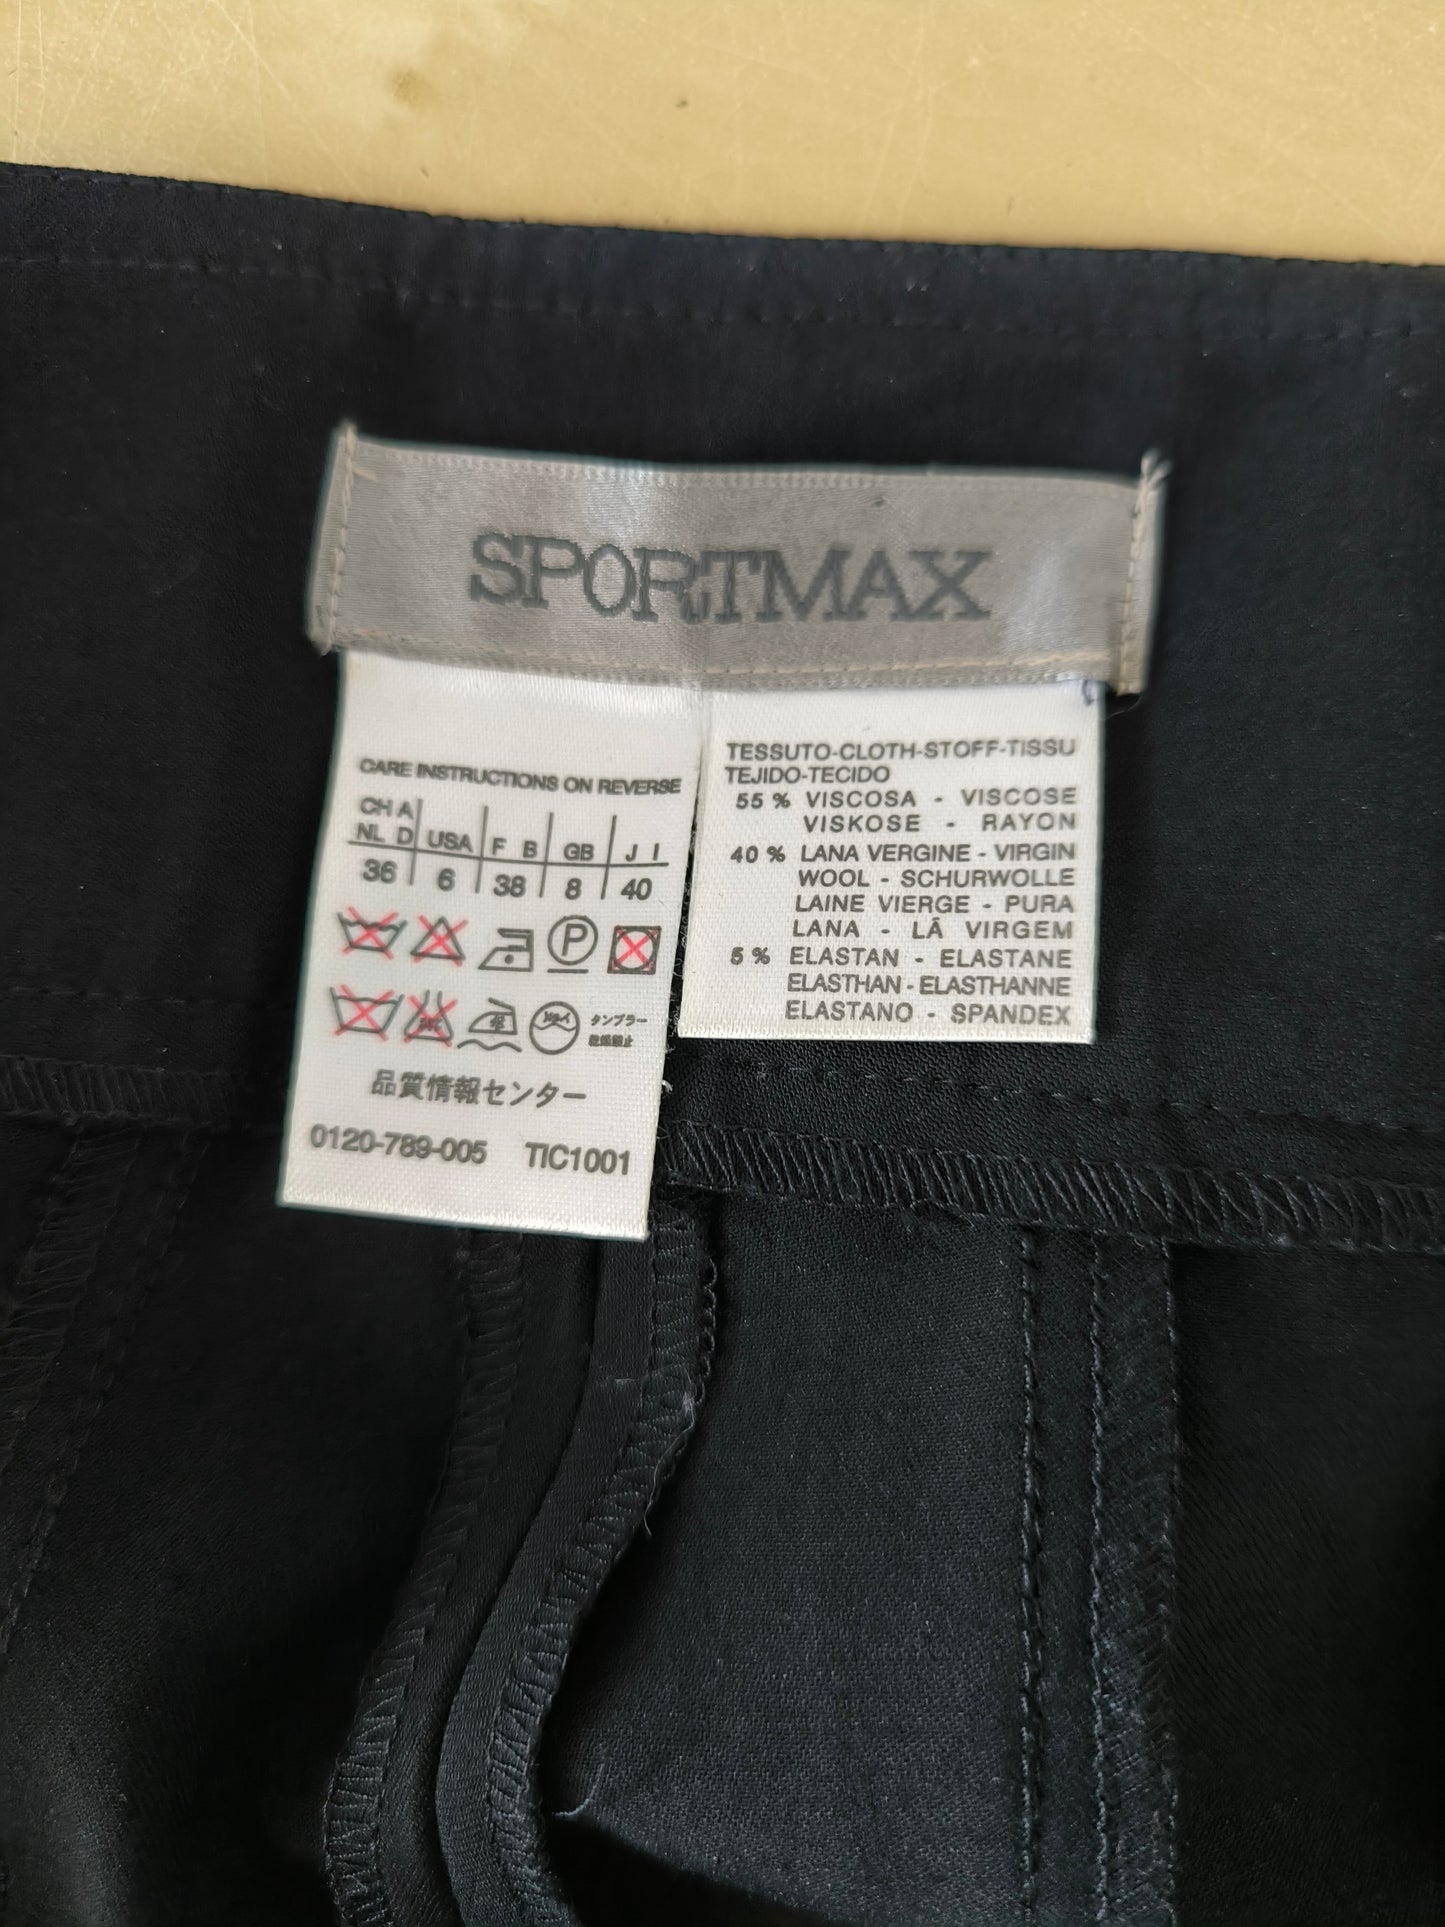 SPORTMAX
CARE INSTRUCTIONS ON REVERSE
CH A
NL D USA F B GB J I
36 6 38 8 40
P
タンブラー
乾燥禁止
品質情報センター
0120-789-005 TIC1001
TESSUTO-CLOTH-STOFF-TISSU
TEJIDO-TECIDO
55 % VISCOSA - VISCOSE
VISKOSE - RAYON
40 % LANA VERGINE - VIRGIN
WOOL - SCHURWOLLE
LAINE VIERGE - PURA
LANA - LÃ VIRGEM
5 % ELASTAN - ELASTANE
ELASTHAN - ELASTHANNE
ELASTANO - SPANDEX